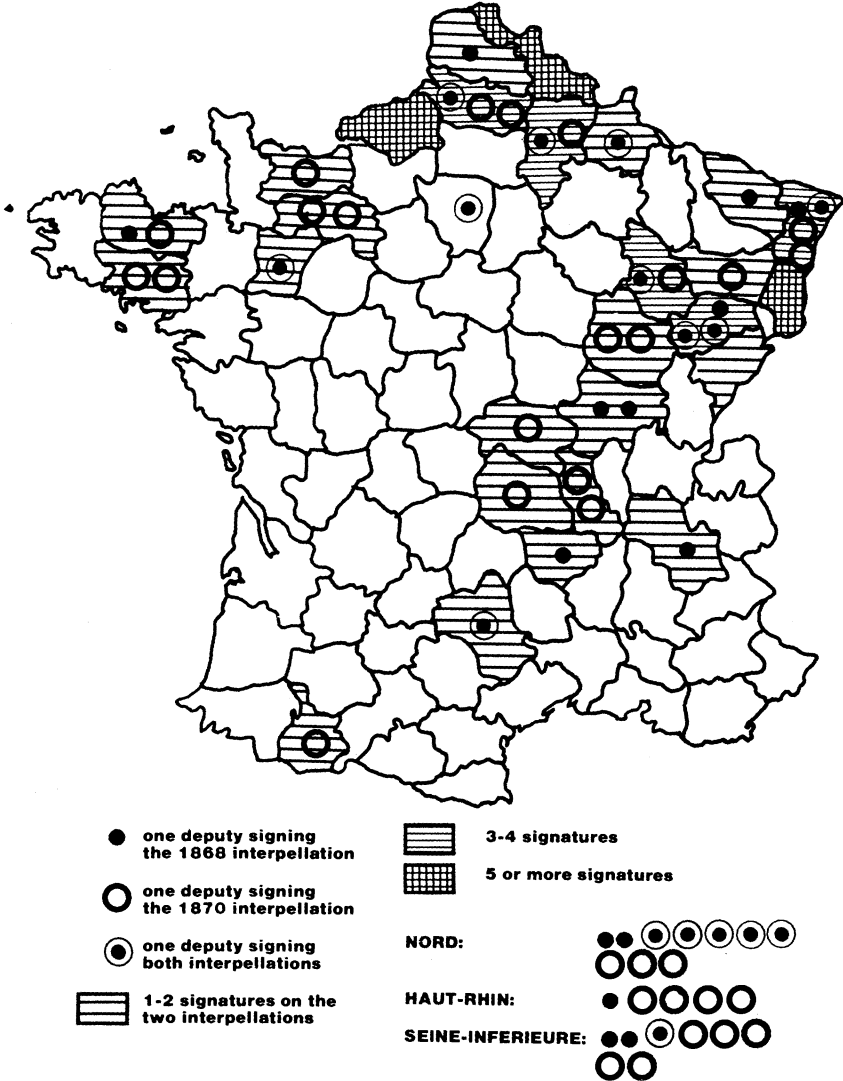 one deputy signing
the 1868 interpellation
one deputy signing
the 1870 interpellation
one deputy signing
both interpellations
1-2 signatures on the
two interpellations
3-4 signatures
5 or more signatures
NORD:
HAUT-RHIN:
SEINE-INFERIEURE: